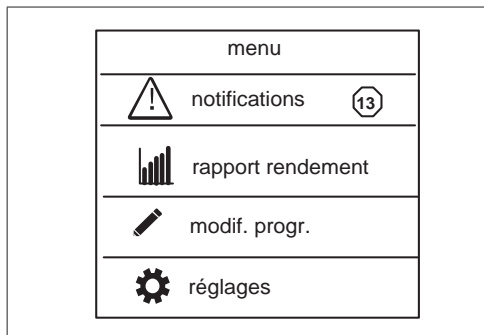 menu
! notifications 13
rapport rendement
modif. progr.
réglages